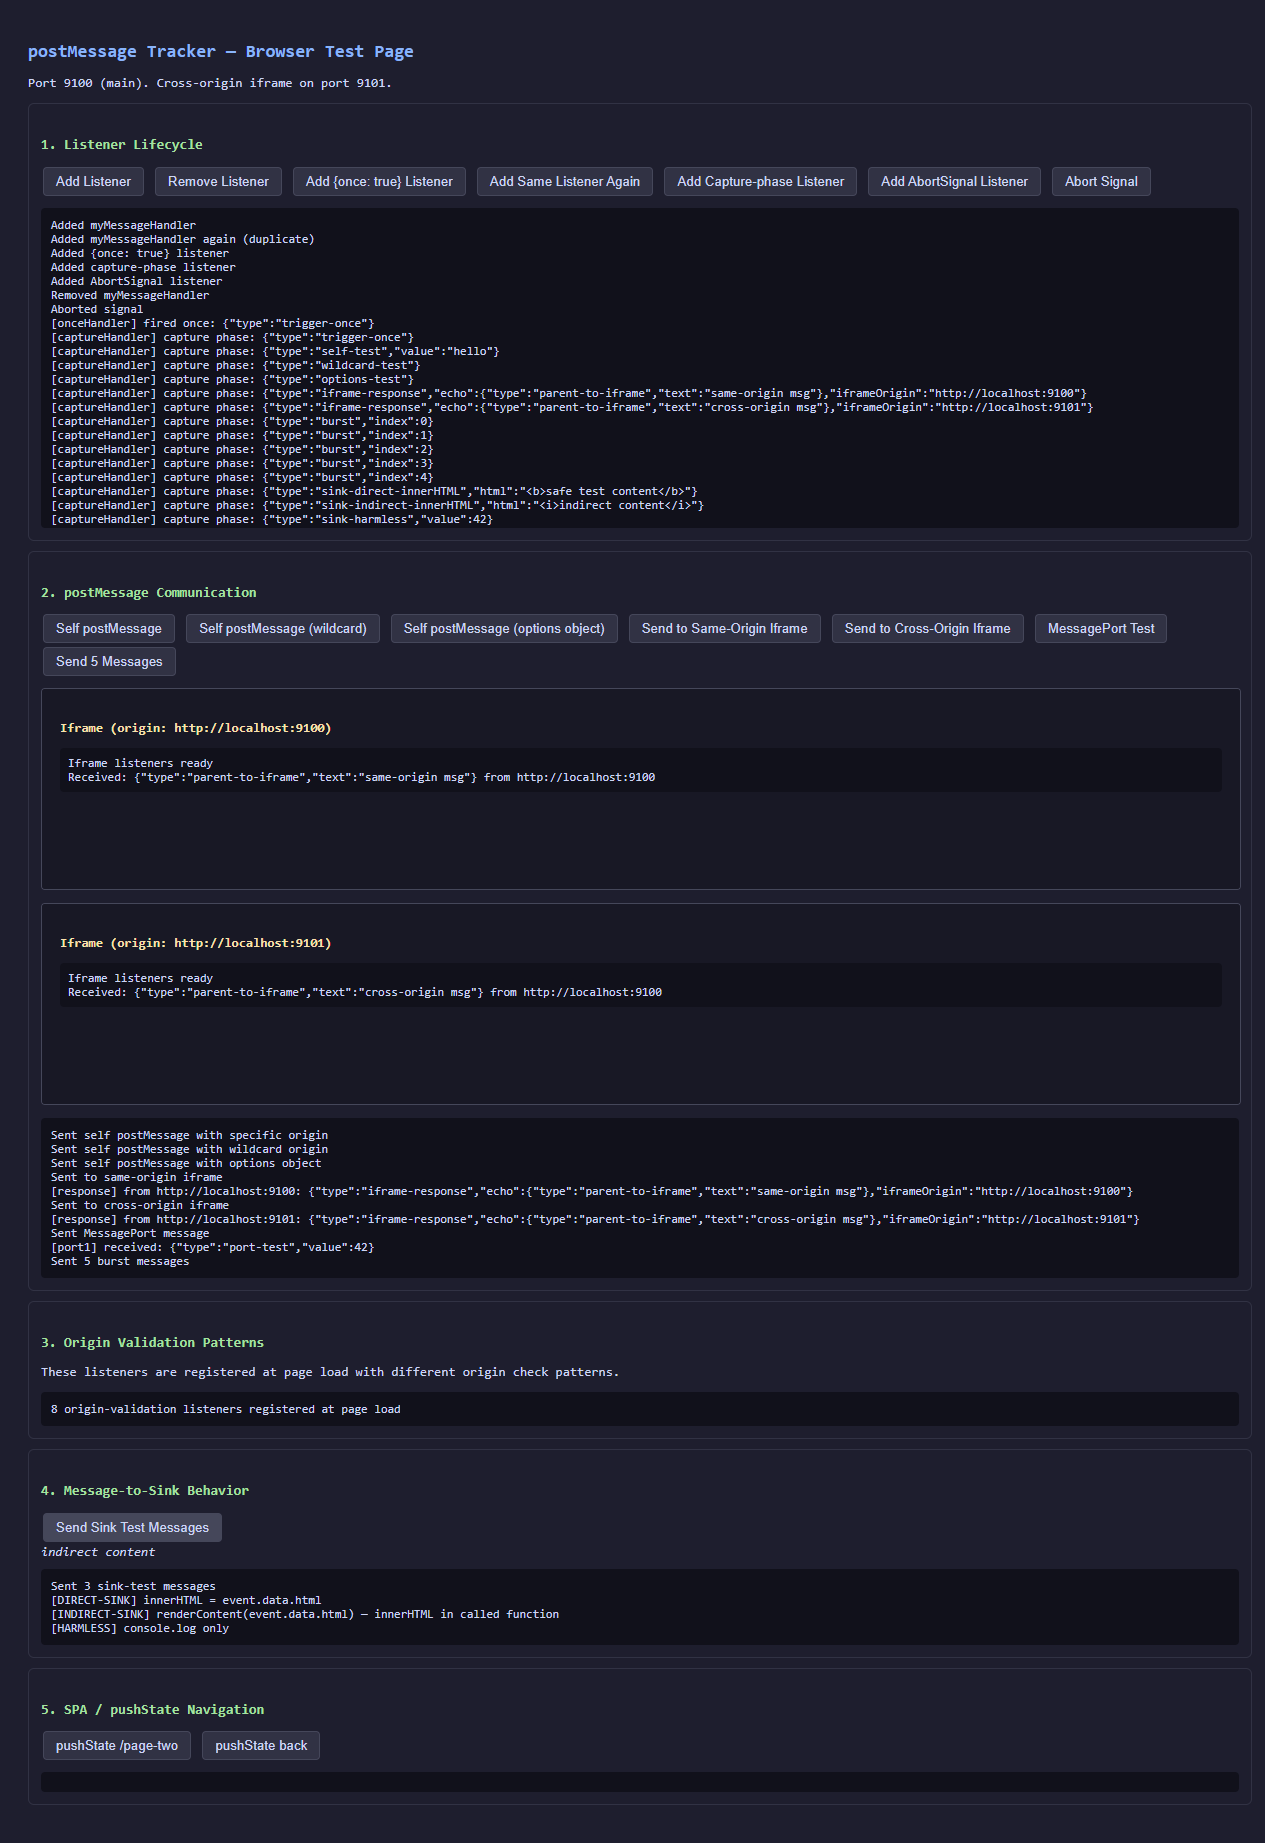 postMessage Tracker — Browser Test Page
Port 9100 (main). Cross-origin iframe on port 9101.
1. Listener Lifecycle
Add Listener
Remove Listener
Add {once: true} Listener
Add Same Listener Again
Add Capture-phase Listener
Add AbortSignal Listener
Abort Signal
Added myMessageHandler
Added myMessageHandler again (duplicate)
Added {once: true} listener
Added capture-phase listener
Added AbortSignal listener
Removed myMessageHandler
Aborted signal
[onceHandler] fired once: {"type":"trigger-once"}
[captureHandler] capture phase: {"type":"trigger-once"}
[captureHandler] capture phase: {"type":"self-test","value":"hello"}
[captureHandler] capture phase: {"type":"wildcard-test"}
[captureHandler] capture phase: {"type":"options-test"}
[captureHandler] capture phase: {"type":"iframe-response","echo":{"type":"parent-to-iframe","text":"same-origin msg"},"iframeOrigin":"http://localhost:9100"}
[captureHandler] capture phase: {"type":"iframe-response","echo":{"type":"parent-to-iframe","text":"cross-origin msg"},"iframeOrigin":"http://localhost:9101"}
[captureHandler] capture phase: {"type":"burst","index":0}
[captureHandler] capture phase: {"type":"burst","index":1}
[captureHandler] capture phase: {"type":"burst","index":2}
[captureHandler] capture phase: {"type":"burst","index":3}
[captureHandler] capture phase: {"type":"burst","index":4}
[captureHandler] capture phase: {"type":"sink-direct-innerHTML","html":"<b>safe test content</b>"}
[captureHandler] capture phase: {"type":"sink-indirect-innerHTML","html":"<i>indirect content</i>"}
[captureHandler] capture phase: {"type":"sink-harmless","value":42}
2. postMessage Communication
Self postMessage
Self postMessage (wildcard)
Self postMessage (options object)
Send to Same-Origin Iframe
Send to Cross-Origin Iframe
MessagePort Test
Send 5 Messages
Iframe (origin: http://localhost:9100)
Iframe listeners ready
Received: {"type":"parent-to-iframe","text":"same-origin msg"} from http://localhost:9100
Iframe (origin: http://localhost:9101)
Iframe listeners ready
Received: {"type":"parent-to-iframe","text":"cross-origin msg"} from http://localhost:9100
Sent self postMessage with specific origin
Sent self postMessage with wildcard origin
Sent self postMessage with options object
Sent to same-origin iframe
[response] from http://localhost:9100: {"type":"iframe-response","echo":{"type":"parent-to-iframe","text":"same-origin msg"},"iframeOrigin":"http://localhost:9100"}
Sent to cross-origin iframe
[response] from http://localhost:9101: {"type":"iframe-response","echo":{"type":"parent-to-iframe","text":"cross-origin msg"},"iframeOrigin":"http://localhost:9101"}
Sent MessagePort message
[port1] received: {"type":"port-test","value":42}
Sent 5 burst messages
3. Origin Validation Patterns
These listeners are registered at page load with different origin check patterns.
8 origin-validation listeners registered at page load
4. Message-to-Sink Behavior
Send Sink Test Messages
indirect content
Sent 3 sink-test messages
[DIRECT-SINK] innerHTML = event.data.html
[INDIRECT-SINK] renderContent(event.data.html) — innerHTML in called function
[HARMLESS] console.log only
5. SPA / pushState Navigation
pushState /page-two
pushState back